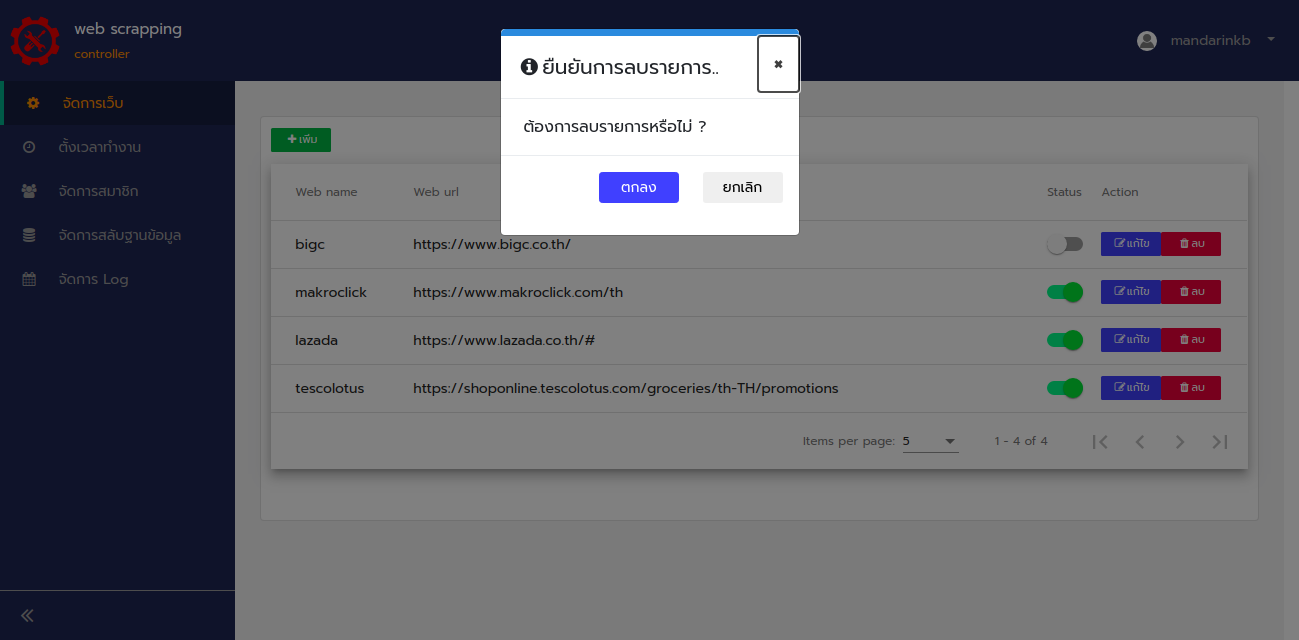 web scrapping
controller
mandarinkb
ยืนยันการลบรายการ..
ต้องการลบรายการหรือไม่ ?
ตกลง ยกเลิก
จัดการเว็บ
ตั้งเวลาทำงาน
จัดการสมาชิก
จัดการสลับฐานข้อมูล
จัดการ Log
เพิ่ม
Web name Web url Status Action
bigc https://www.bigc.co.th/ แก้ไข ลบ
makroclick https://www.makroclick.com/th แก้ไข ลบ
lazada https://www.lazada.co.th/# แก้ไข ลบ
tescolotus https://shoponline.tescolotus.com/groceries/th-TH/promotions แก้ไข ลบ
Items per page: 5 1 - 4 of 4